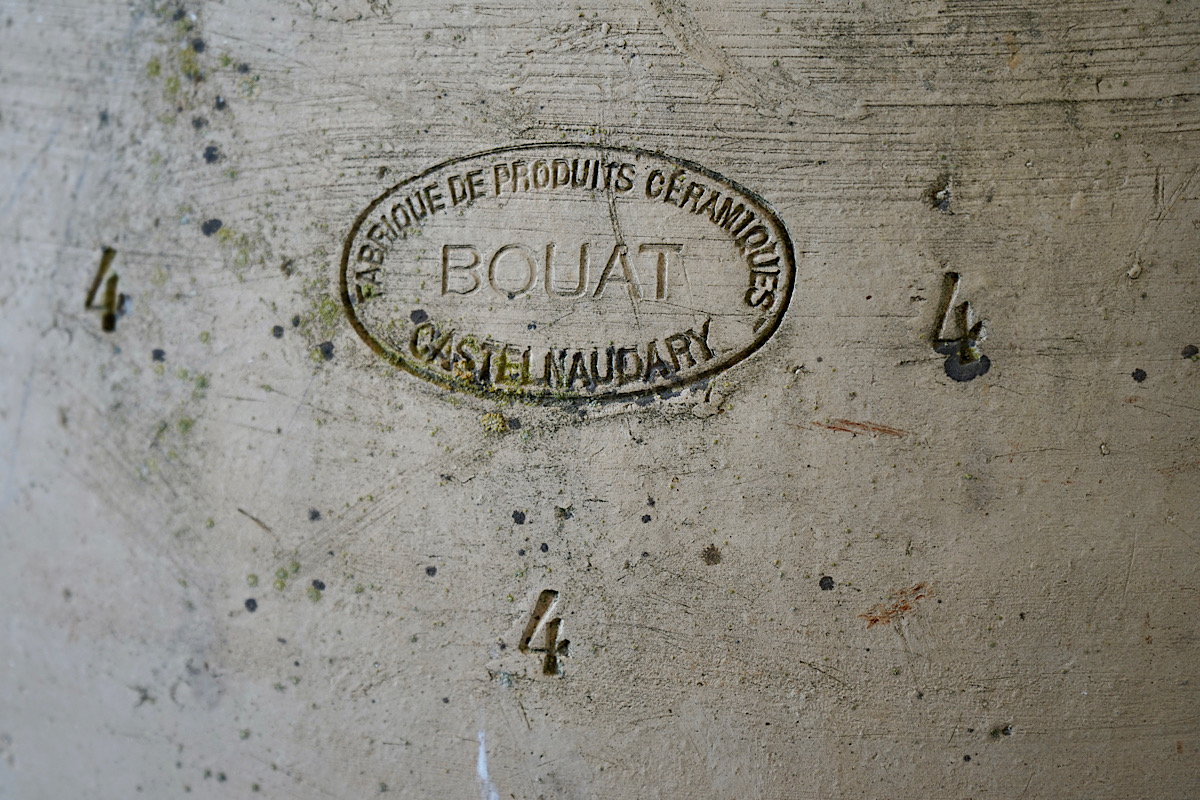 FABRIQUE DE PRODUITS CÉRAMIQUES
BOUAT
CASTELNAUDARY
4
4
4